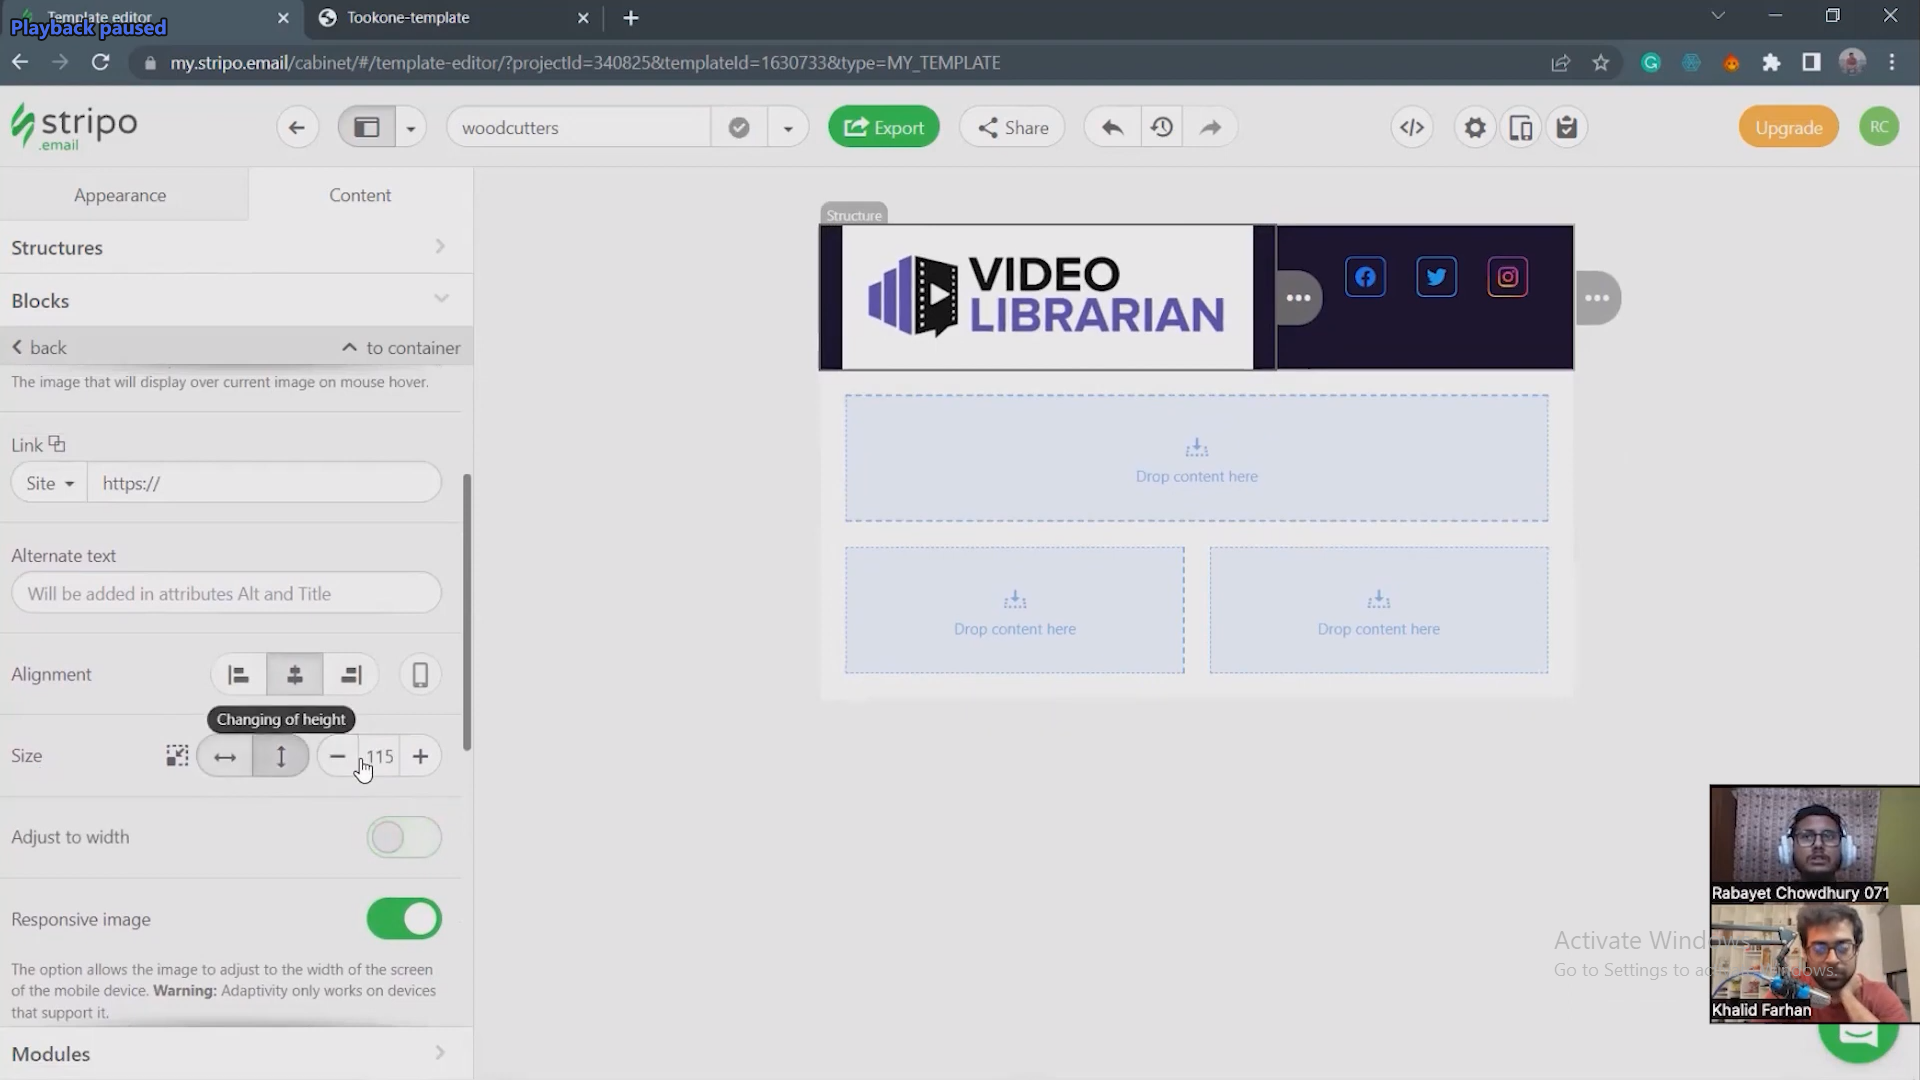 Template editor
Playback paused
Tookone-template
my.stripo.email/cabinet/#/template-editor/?projectId=340825&templateId=1630733&type=MY_TEMPLATE
stripo
.email
woodcutters
Export
Share
Upgrade
RC
Appearance
Content
Structures
Blocks
back
to container
The image that will display over current image on mouse hover.
Link
Site
https://
Alternate text
Will be added in attributes Alt and Title
Alignment
Changing of height
Size
115
Adjust to width
Responsive image
The option allows the image to adjust to the width of the screen
of the mobile device. Warning: Adaptivity only works on devices
that support it.
Modules
Structure
VIDEO
LIBRARIAN
Drop content here
Drop content here
Drop content here
Rabayet Chowdhury 071
Activate Windows
Go to Settings to activate Windows.
Khalid Farhan